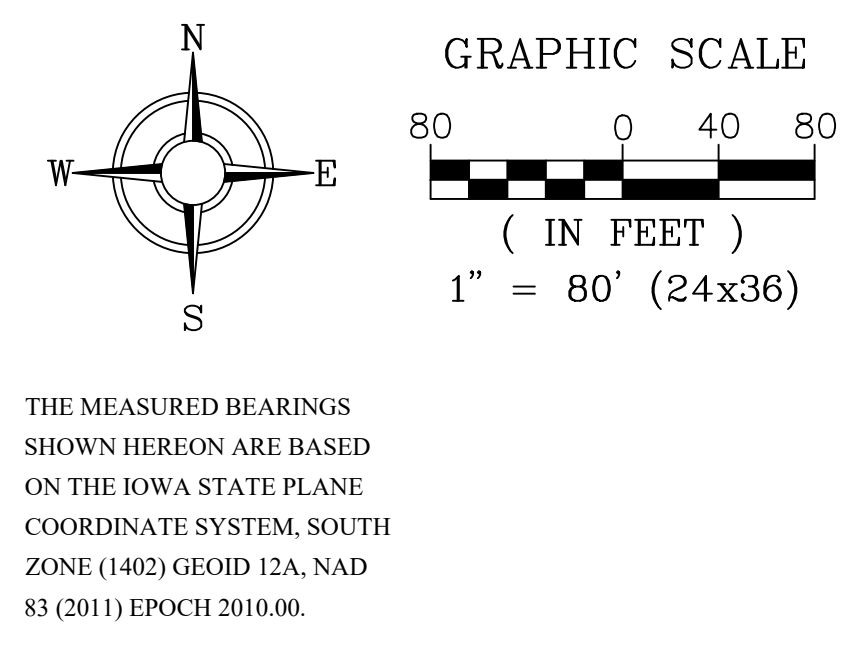 N
W E
S
GRAPHIC SCALE
80 0 40 80
( IN FEET )
1" = 80' (24x36)
THE MEASURED BEARINGS
SHOWN HEREON ARE BASED
ON THE IOWA STATE PLANE
COORDINATE SYSTEM, SOUTH
ZONE (1402) GEOID 12A, NAD
83 (2011) EPOCH 2010.00.